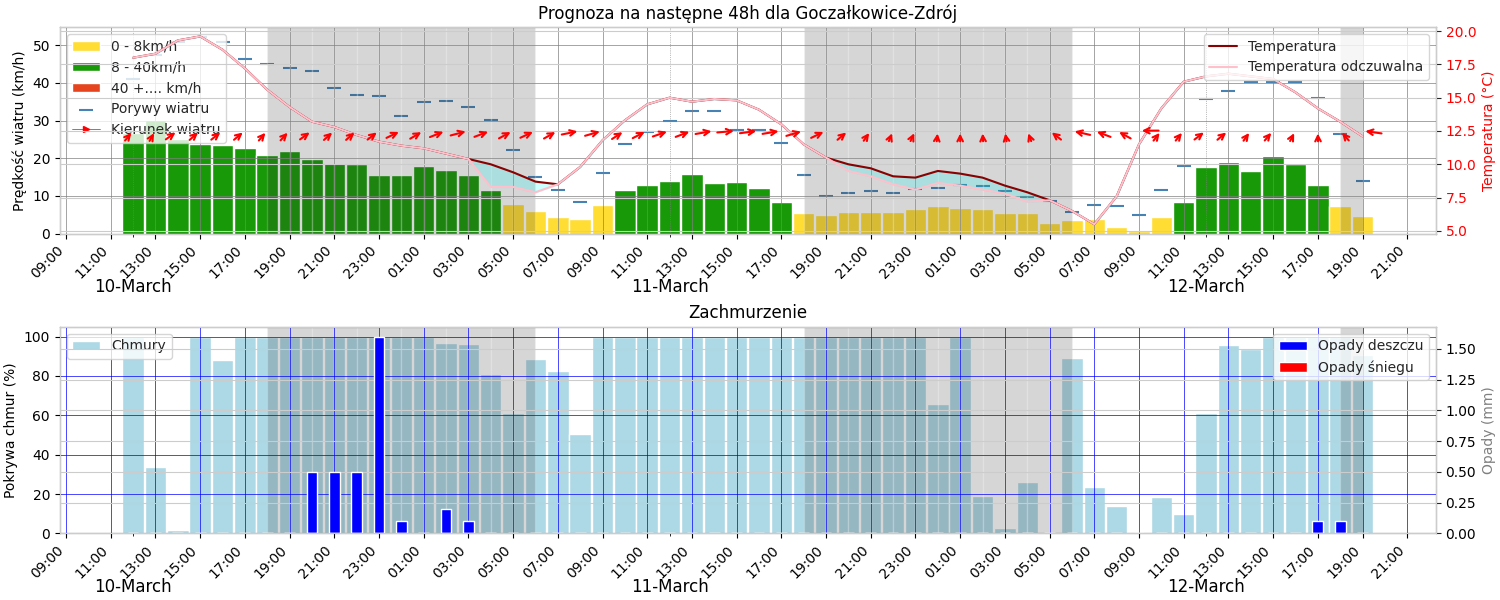 Prognoza na następne 48h dla Goczałkowice-Zdrój
Prędkość wiatru (km/h)
50
40
30
20
10
0
0 - 8km/h
8 - 40km/h
40 +.... km/h
Porywy wiatru
Kierunek wiatru
Temperatura
Temperatura odczuwalna
20.0
17.5
15.0
12.5
10.0
7.5
5.0
Temperatura (°C)
09:00 11:00 13:00 15:00 17:00 19:00 21:00 23:00 01:00 03:00 05:00 07:00 09:00 11:00 13:00 15:00 17:00 19:00 21:00 23:00 01:00 03:00 05:00 07:00 09:00 11:00 13:00 15:00 17:00 19:00 21:00
10-March 11-March 12-March
Zachmurzenie
Pokrywa chmur (%)
100
80
60
40
20
0
Chmury
Opady deszczu
Opady śniegu
1.50
1.25
1.00
0.75
0.50
0.25
0.00
Opady (mm)
09:00 11:00 13:00 15:00 17:00 19:00 21:00 23:00 01:00 03:00 05:00 07:00 09:00 11:00 13:00 15:00 17:00 19:00 21:00 23:00 01:00 03:00 05:00 07:00 09:00 11:00 13:00 15:00 17:00 19:00 21:00
10-March 11-March 12-March